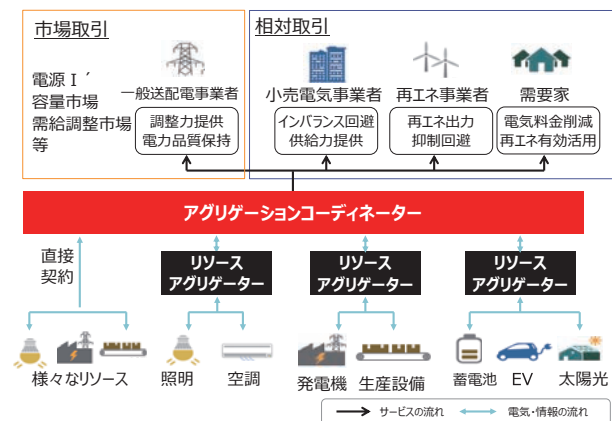 市場取引
相対取引
電源Ⅰ´
容量市場
需給調整市場
等
一般送配電事業者
小売電気事業者
再エネ事業者
需要家
調整力提供
電力品質保持
インバランス回避
供給力提供
再エネ出力
抑制回避
電気料金削減
再エネ有効活用
アグリゲーションコーディネーター
直接
契約
リソース
アグリゲーター
リソース
アグリゲーター
リソース
アグリゲーター
様々なリソース
照明
空調
発電機
生産設備
蓄電池
EV
太陽光
サービスの流れ
電気・情報の流れ